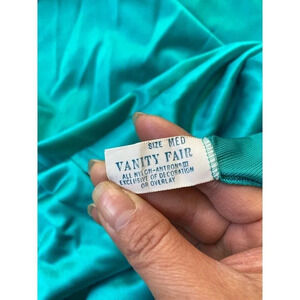 SIZE MED
VANITY FAIR
ALL NYLON-ANTRON III
EXCLUSIVE OF DECORATION
OR OVERLAY